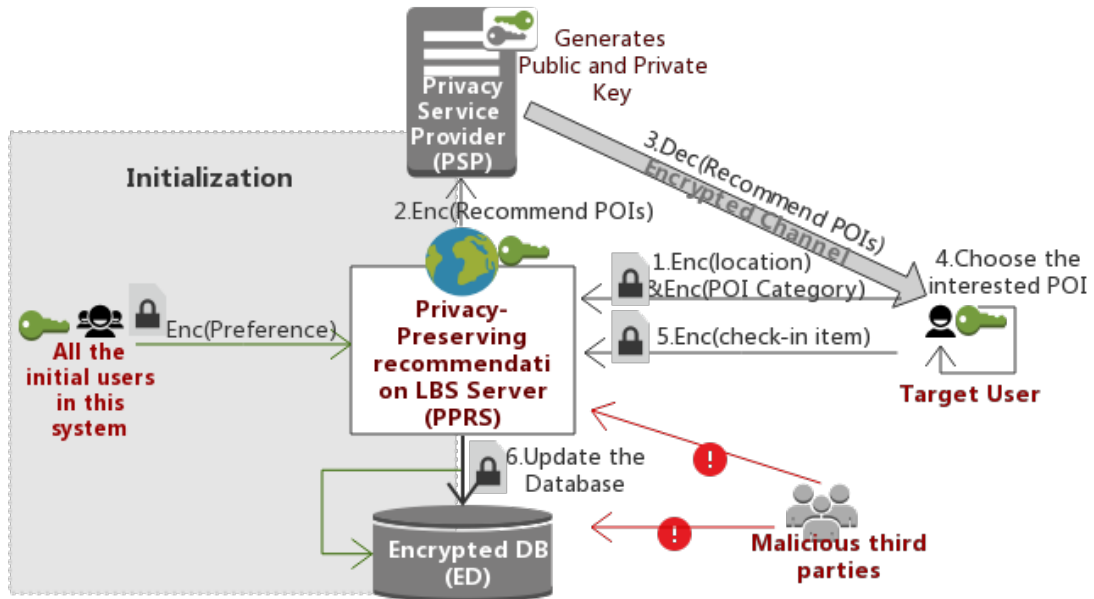 Generates
Public and Private
Key
Privacy
Service
Provider
(PSP)
Initialization
3.Dec(Recommend POIs)
Encrypted Channel
2.Enc(Recommend POIs)
1.Enc(location)
&Enc(POI Category)
4.Choose the
interested POI
Privacy-
Preserving
recommendati
on LBS Server
(PPRS)
Enc(Preference)
5.Enc(check-in item)
All the
initial users
in this
system
Target User
6.Update the
Database
Encrypted DB
(ED)
Malicious third
parties